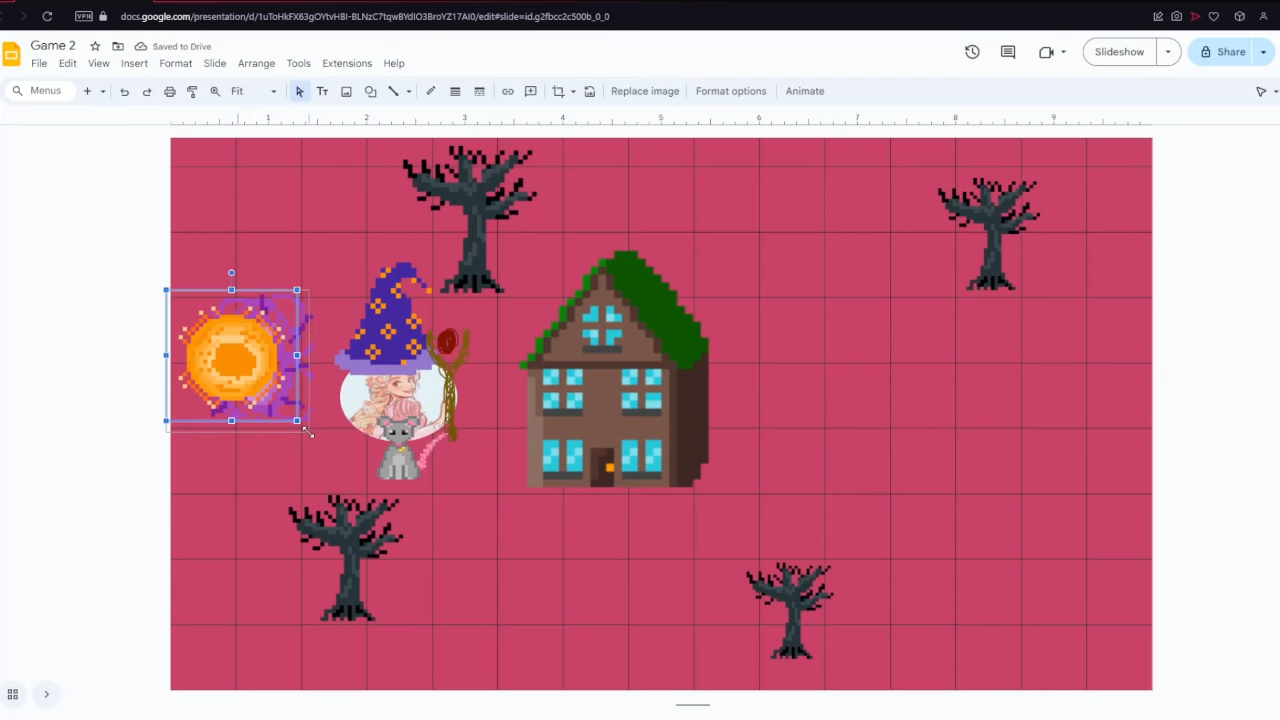 VPN docs.google.com/presentation/d/1uToHkFX63gOYtvHBI-BLNzC7tqwBYdIO3BroYZ17AI0/edit#slide=id.g2fbcc2c500b_0_0
Game 2 Saved to Drive
File Edit View Insert Format Slide Arrange Tools Extensions Help
Slideshow Share
Menus Fit Replace image Format options Animate
1 2 3 4 5 6 7 8 9